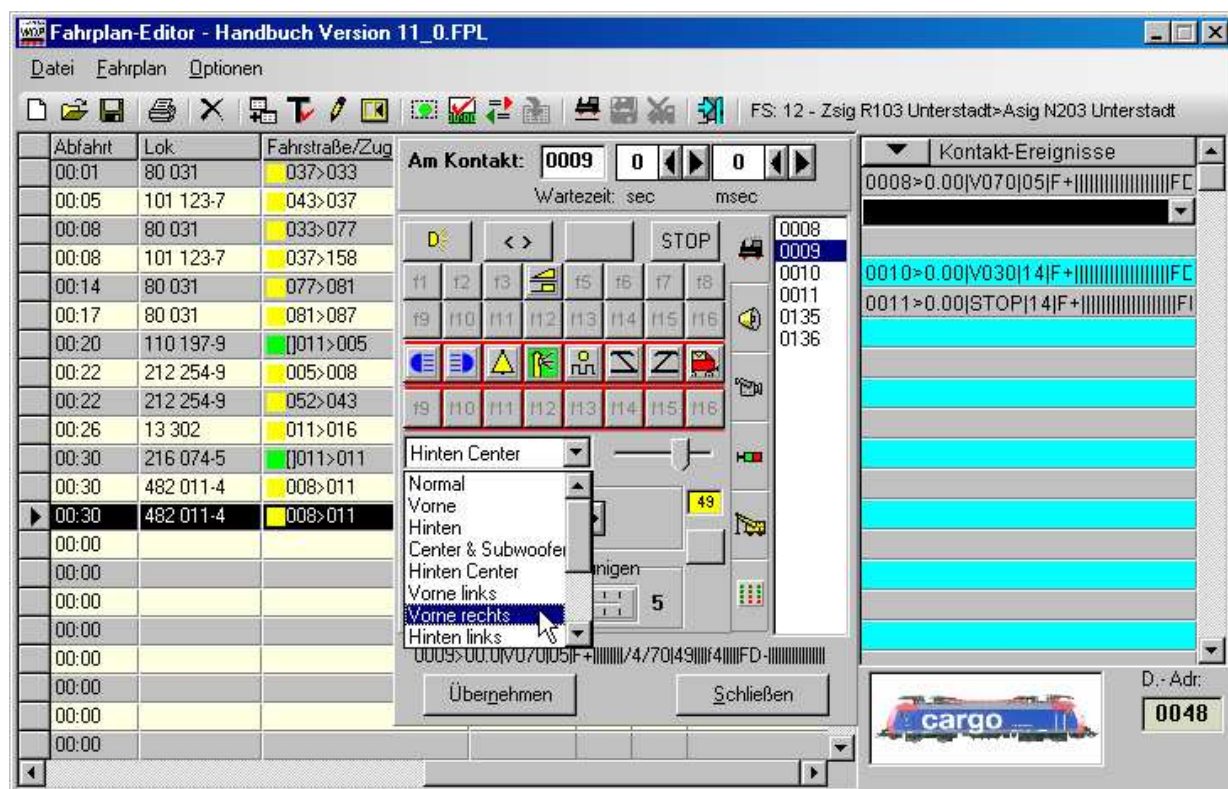 Fahrplan-Editor - Handbuch Version 11_0.FPL
Datei Fahrplan Optionen
FS: 12 - Zsig R103 Unterstadt>Asig N203 Unterstadt
Abfahrt Lok Fahrstraße/Zug
00:01 80 031 037>033
00:05 101 123-7 043>037
00:08 80 031 033>077
00:08 101 123-7 037>158
00:14 80 031 077>081
00:17 80 031 081>087
00:20 110 197-9 []011>005
00:22 212 254-9 005>008
00:22 212 254-9 052>043
00:26 13 302 011>016
00:30 216 074-5 []011>011
00:30 482 011-4 008>011
00:30 482 011-4 008>011
00:00
00:00
00:00
00:00
00:00
00:00
00:00
00:00
Am Kontakt: 0009 0 0
Wartezeit: sec msec
D < > STOP
f1 f2 f3 f5 f6 f7 f8
f9 f10 f11 f12 f13 f14 f15 f16
f9 f10 f11 f12 f13 f14 f15 f16
Hinten Center
Normal
Vorne
Hinten
Center & Subwoofer
Hinten Center
Vorne links
Vorne rechts
Hinten links
49
nigen
5
0008
0009
0010
0011
0135
0136
Übernehmen Schließen
Kontakt-Ereignisse
0008>0.00|V070|05|F+||||||||||||||||||FD
0010>0.00|V030|14|F+||||||||||||||||||FD
0011>0.00|STOP|14|F+||||||||||||||||||F
cargo
D.- Adr:
0048